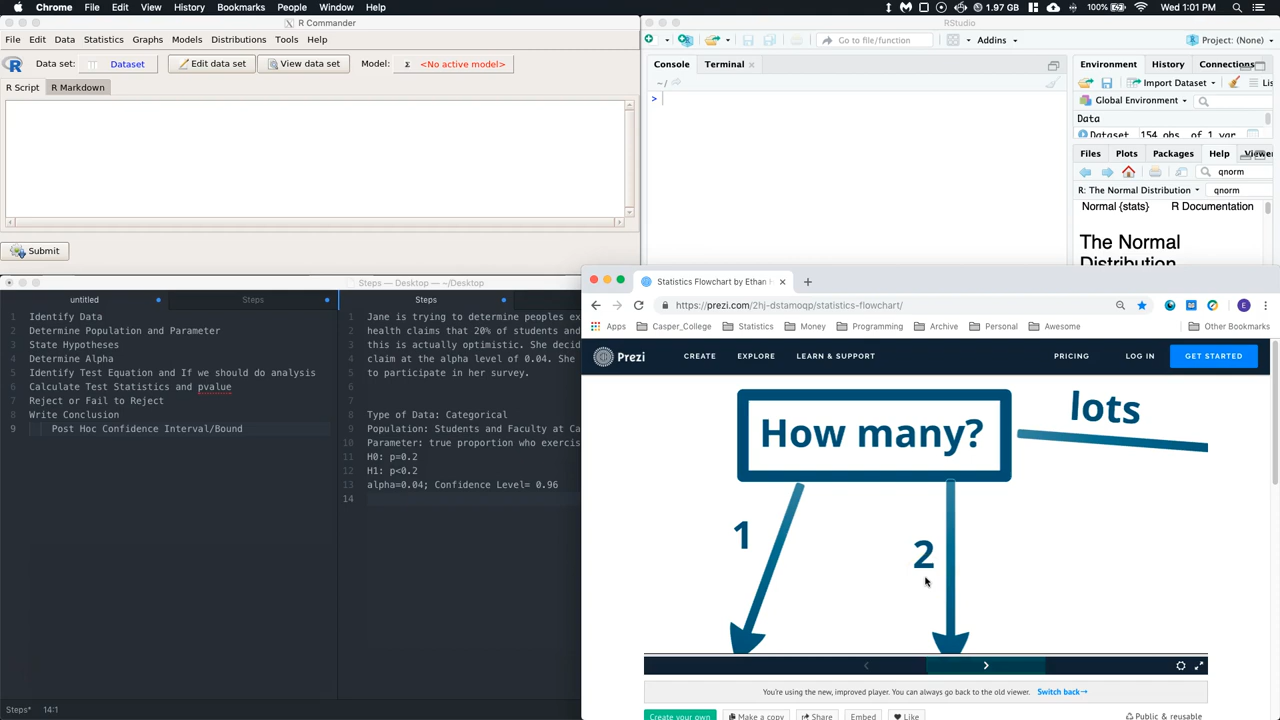 Chrome File Edit View History Bookmarks People Window Help 1.97 GB 100% Tue 1:01 PM
R Commander
File Edit Data Statistics Graphs Models Distributions Tools Help
Data set: Dataset Edit data set View data set Model: Σ <No active model>
R Script R Markdown
Submit
RStudio
Go to file/function Addins Project: (None)
Console Terminal
~/
>
Environment History Connections
Import Dataset
Global Environment
Data
Dataset 154 obs. of 1 var
Files Plots Packages Help Viewer
qnorm
R: The Normal Distribution qnorm
Normal {stats} R Documentation
The Normal
Distribution
Steps — ~/Desktop
untitled Steps
1 Identify Data
2 Determine Population and Parameter
3 State Hypotheses
4 Determine Alpha
5 Identify Test Equation and If we should do analysis
6 Calculate Test Statistics and pvalue
7 Reject or Fail to Reject
8 Write Conclusion
9 Post Hoc Confidence Interval/Bound
Steps
1 Jane is trying to determine peoples ex
2 health claims that 20% of students and
3 this is actually optimistic. She decid
4 claim at the alpha level of 0.04. She
5 to participate in her survey.
6
7
8 Type of Data: Categorical
9 Population: Students and Faculty at Ca
10 Parameter: true proportion who exercis
11 H0: p=0.2
12 H1: p<0.2
13 alpha=0.04; Confidence Level= 0.96
14
Steps* 14:1
Statistics Flowchart by Ethan
https://prezi.com/2hj-dstamoqp/statistics-flowchart/
Apps Casper_College Statistics Money Programming Archive Personal Awesome Other Bookmarks
Prezi CREATE EXPLORE LEARN & SUPPORT PRICING LOG IN GET STARTED
How many?
lots
1
2
You're using the new, improved player. You can always go back to the old viewer. Switch back→
Create your own Make a copy Share Embed Like Public & reusable